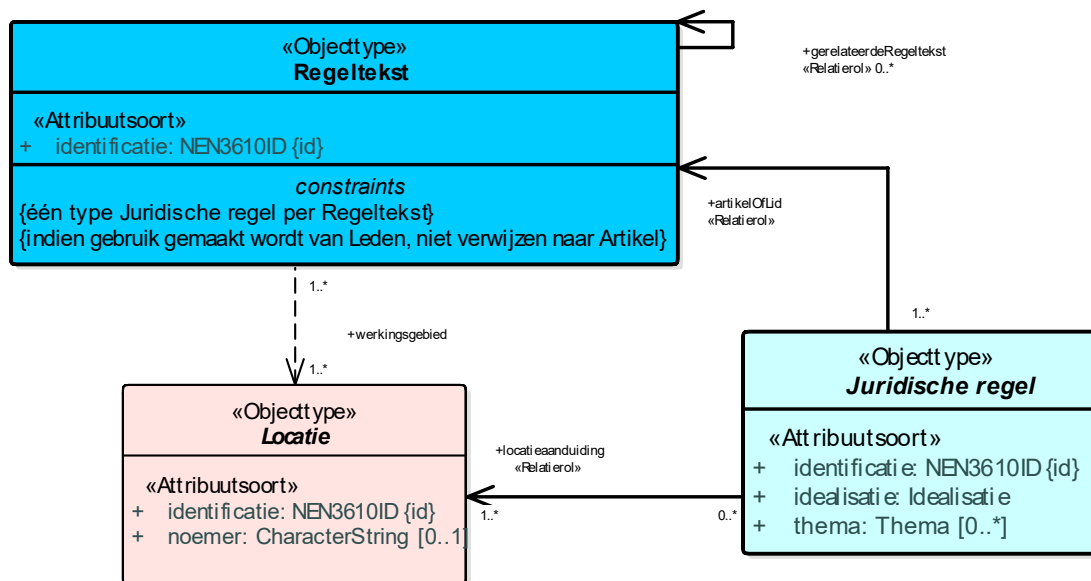 «Objecttype»
Regeltekst
«Attribuutsoort»
+ identificatie: NEN3610ID {id}
constraints
{één type Juridische regel per Regeltekst}
{indien gebruik gemaakt wordt van Leden, niet verwijzen naar Artikel}
+gerelateerdeRegeltekst
«Relatierol» 0..*
+artikelOfLid
«Relatierol»
1..*
1..*
+werkingsgebied
1..*
«Objecttype»
Juridische regel
«Attribuutsoort»
+ identificatie: NEN3610ID {id}
+ idealisatie: Idealisatie
+ thema: Thema [0..*]
+locatieaanduiding
«Relatierol»
1..*
0..*
«Objecttype»
Locatie
«Attribuutsoort»
+ identificatie: NEN3610ID {id}
+ noemer: CharacterString [0..1]